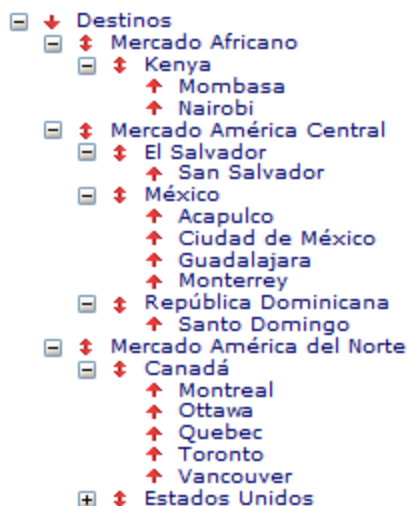 Destinos
Mercado Africano
Kenya
Mombasa
Nairobi
Mercado América Central
El Salvador
San Salvador
México
Acapulco
Ciudad de México
Guadalajara
Monterrey
República Dominicana
Santo Domingo
Mercado América del Norte
Canadá
Montreal
Ottawa
Quebec
Toronto
Vancouver
Estados Unidos